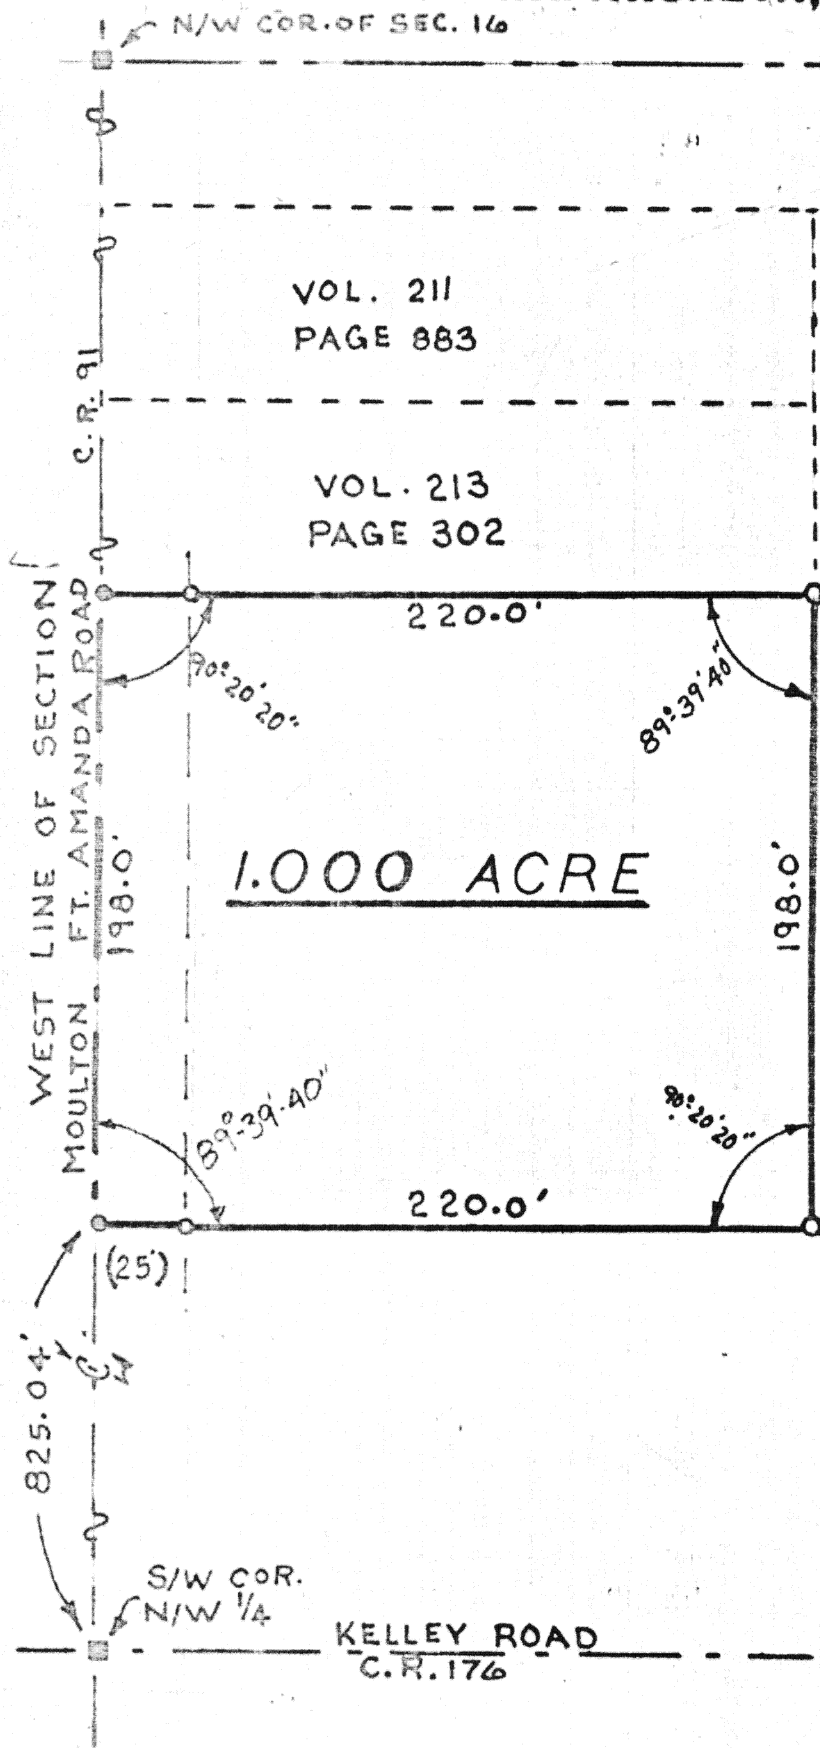 N/W COR. OF SEC. 16
VOL. 211
PAGE 883
C. R. 91
VOL. 213
PAGE 302
220.0'
90°-20'20"
89°-39'40"
WEST LINE OF SECTION
MOULTON FT. AMANDA ROAD
198.0'
1.000 ACRE
198.0'
89°-39'-40"
90°-20'20"
220.0'
(25')
825.04'
S/W COR.
N/W 1/4
KELLEY ROAD
C.R. 176